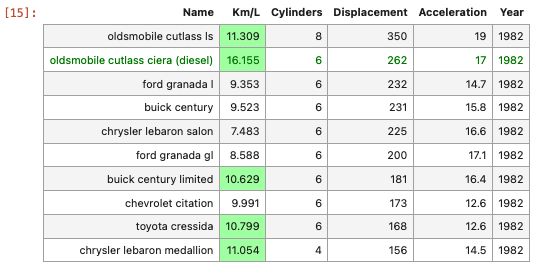 [15]: Name Km/L Cylinders Displacement Acceleration Year
oldsmobile cutlass ls 11.309 8 350 19 1982
oldsmobile cutlass ciera (diesel) 16.155 6 262 17 1982
ford granada l 9.353 6 232 14.7 1982
buick century 9.523 6 231 15.8 1982
chrysler lebaron salon 7.483 6 225 16.6 1982
ford granada gl 8.588 6 200 17.1 1982
buick century limited 10.629 6 181 16.4 1982
chevrolet citation 9.991 6 173 12.6 1982
toyota cressida 10.799 6 168 12.6 1982
chrysler lebaron medallion 11.054 4 156 14.5 1982